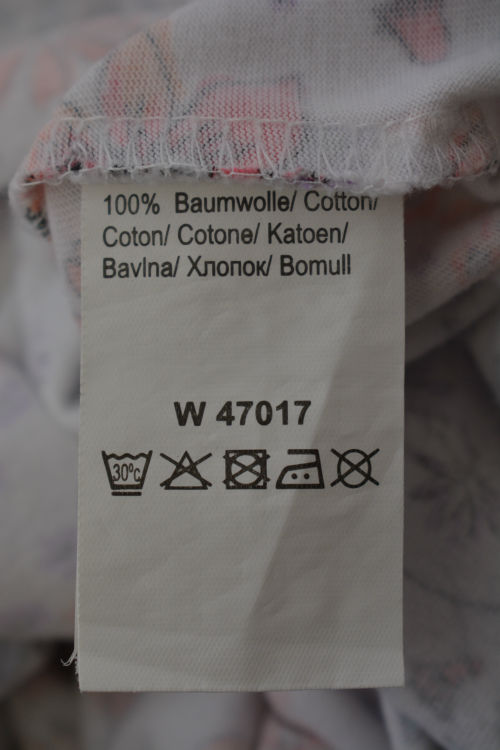 100% Baumwolle/ Cotton/
Coton/ Cotone/ Katoen/
Bavlna/ Хлопок/ Bomull
W 47017
30°C